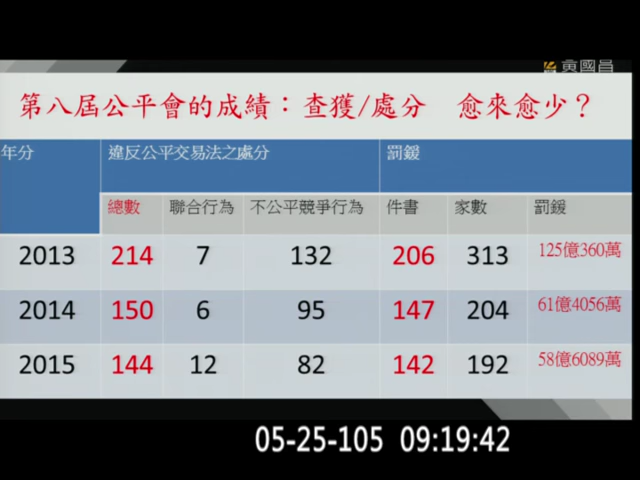 黃國昌
第八屆公平會的成績：查獲/處分 愈來愈少？
年分 違反公平交易法之處分 罰鍰
總數 聯合行為 不公平競爭行為 件書 家數 罰鍰
2013 214 7 132 206 313 125億360萬
2014 150 6 95 147 204 61億4056萬
2015 144 12 82 142 192 58億6089萬
05-25-105 09:19:42